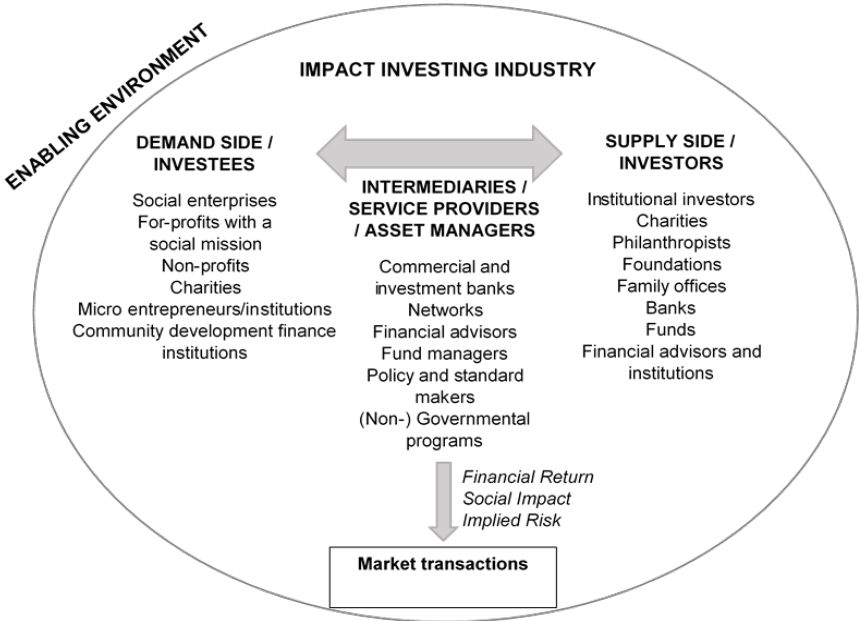 ENABLING ENVIRONMENT
IMPACT INVESTING INDUSTRY
DEMAND SIDE /
INVESTEES
Social enterprises
For-profits with a
social mission
Non-profits
Charities
Micro entrepreneurs/institutions
Community development finance
institutions
INTERMEDIARIES /
SERVICE PROVIDERS
/ ASSET MANAGERS
Commercial and
investment banks
Networks
Financial advisors
Fund managers
Policy and standard
makers
(Non-) Governmental
programs
SUPPLY SIDE /
INVESTORS
Institutional investors
Charities
Philanthropists
Foundations
Family offices
Banks
Funds
Financial advisors and
institutions
Financial Return
Social Impact
Implied Risk
Market transactions